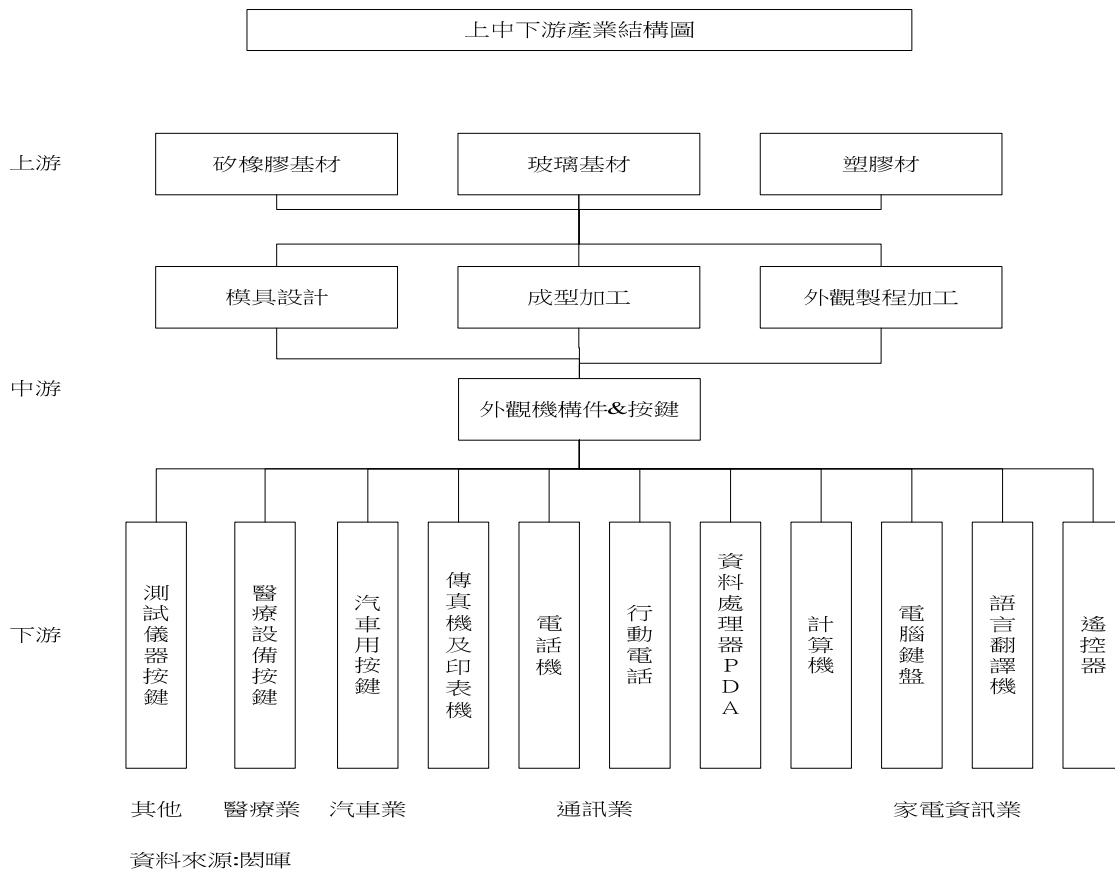 上中下游產業結構圖
上游
矽橡膠基材
玻璃基材
塑膠材
模具設計
成型加工
外觀製程加工
中游
外觀機構件&按鍵
下游
測試儀器按鍵
醫療設備按鍵
汽車用按鍵
傳真機及印表機
電話機
行動電話
資料處理器PDA
計算機
電腦鍵盤
語言翻譯機
遙控器
其他
醫療業
汽車業
通訊業
家電資訊業
資料來源:閎暉